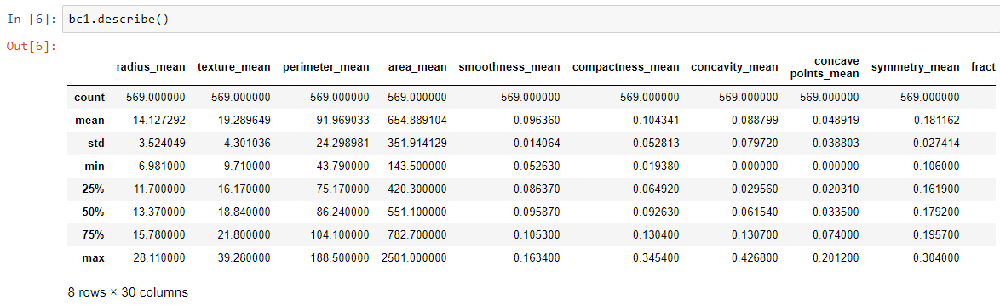 In [6]: bc1.describe()
Out[6]:
radius_mean texture_mean perimeter_mean area_mean smoothness_mean compactness_mean concavity_mean concave points_mean symmetry_mean fract
count 569.000000 569.000000 569.000000 569.000000 569.000000 569.000000 569.000000 569.000000 569.000000
mean 14.127292 19.289649 91.969033 654.889104 0.096360 0.104341 0.088799 0.048919 0.181162
std 3.524049 4.301036 24.298981 351.914129 0.014064 0.052813 0.079720 0.038803 0.027414
min 6.981000 9.710000 43.790000 143.500000 0.052630 0.019380 0.000000 0.000000 0.106000
25% 11.700000 16.170000 75.170000 420.300000 0.086370 0.064920 0.029560 0.020310 0.161900
50% 13.370000 18.840000 86.240000 551.100000 0.095870 0.092630 0.061540 0.033500 0.179200
75% 15.780000 21.800000 104.100000 782.700000 0.105300 0.130400 0.130700 0.074000 0.195700
max 28.110000 39.280000 188.500000 2501.000000 0.163400 0.345400 0.426800 0.201200 0.304000
8 rows × 30 columns